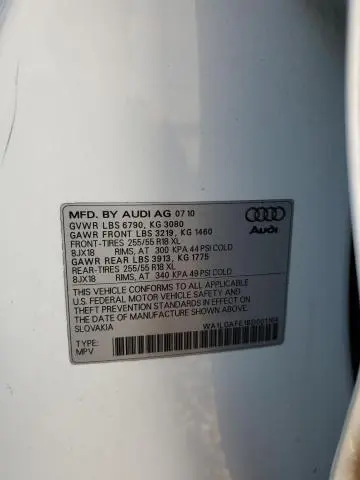 MFD. BY AUDI AG 07 10
GVWR LBS 6790, KG 3080
GAWR FRONT LBS 3219, KG 1460
FRONT-TIRES 255/55 R18 XL
8JX18 RIMS, AT 300 KPA 44 PSI COLD
GAWR REAR LBS 3913, KG 1775
REAR-TIRES 255/55 R18 XL
8JX18 RIMS, AT 340 KPA 49 PSI COLD
Audi
THIS VEHICLE CONFORMS TO ALL APPLICABLE
U.S. FEDERAL MOTOR VEHICLE SAFETY AND
THEFT PREVENTION STANDARDS IN EFFECT ON
THE DATE OF MANUFACTURE SHOWN ABOVE.
SLOVAKIA
TYPE:
MPV